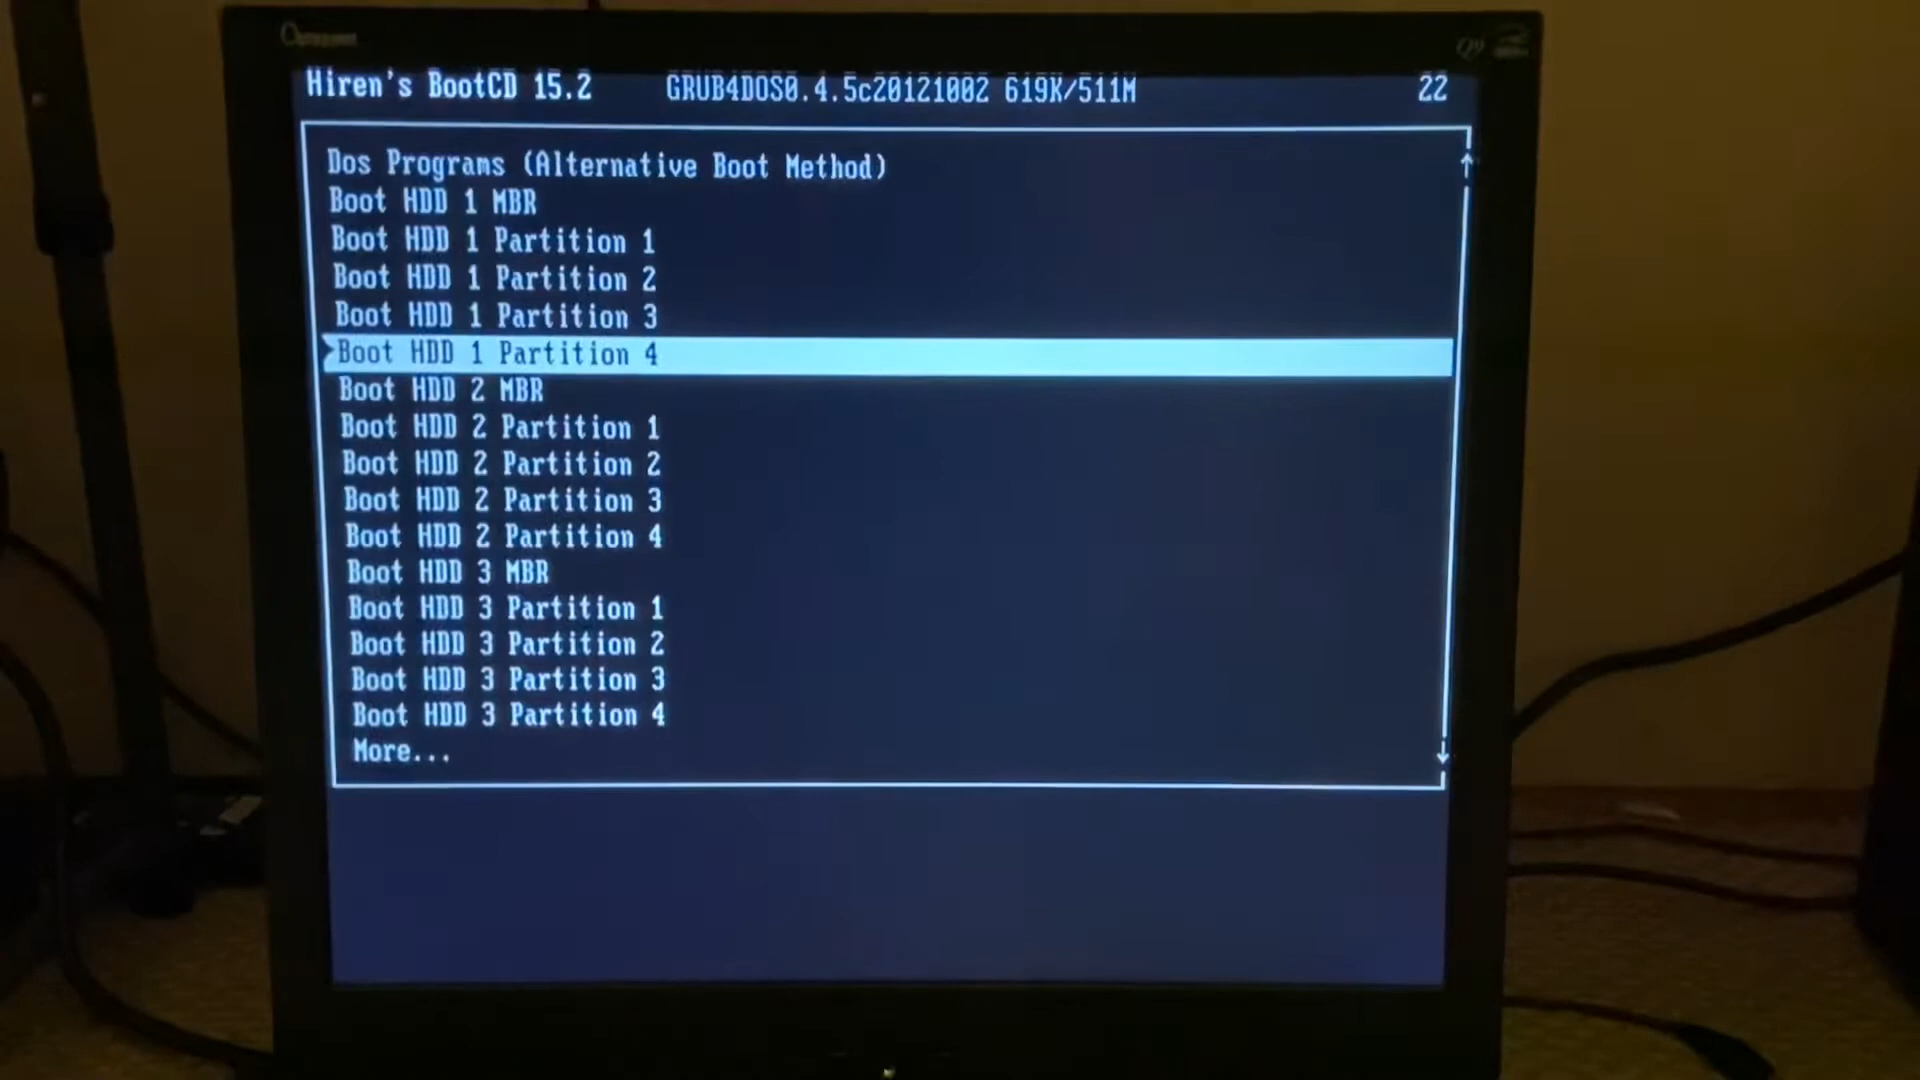 Hiren's BootCD 15.2 GRUB4DOS0.4.5c20121002 619K/511M 22
Dos Programs (Alternative Boot Method)
Boot HDD 1 MBR
Boot HDD 1 Partition 1
Boot HDD 1 Partition 2
Boot HDD 1 Partition 3
Boot HDD 1 Partition 4
Boot HDD 2 MBR
Boot HDD 2 Partition 1
Boot HDD 2 Partition 2
Boot HDD 2 Partition 3
Boot HDD 2 Partition 4
Boot HDD 3 MBR
Boot HDD 3 Partition 1
Boot HDD 3 Partition 2
Boot HDD 3 Partition 3
Boot HDD 3 Partition 4
More...